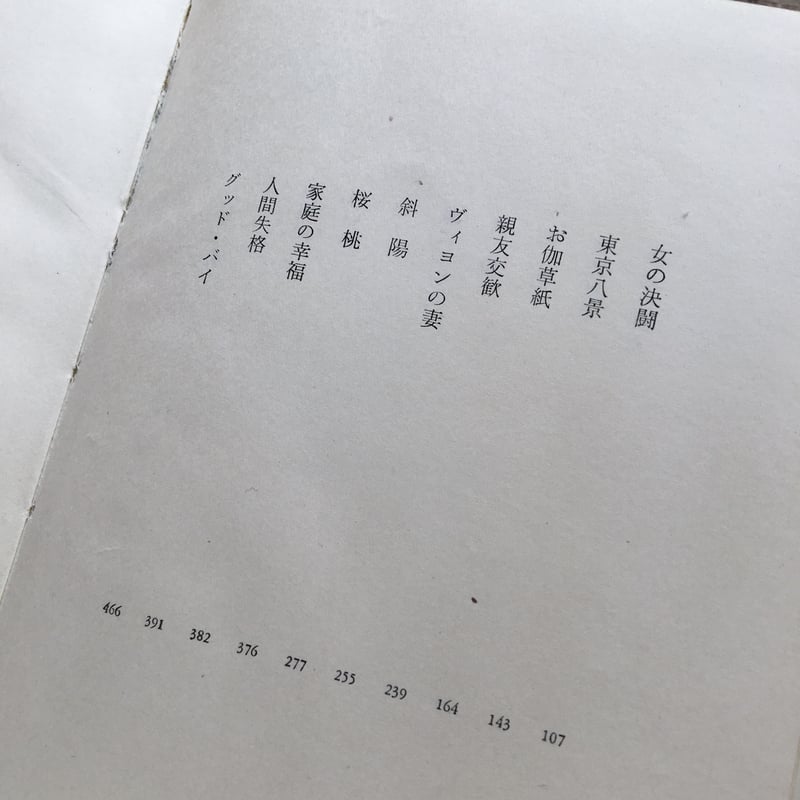 女の決闘 107
東京八景 143
お伽草紙 164
親友交歓 239
ヴィヨンの妻 255
斜陽 277
桜桃 376
家庭の幸福 382
人間失格 391
グッド・バイ 466